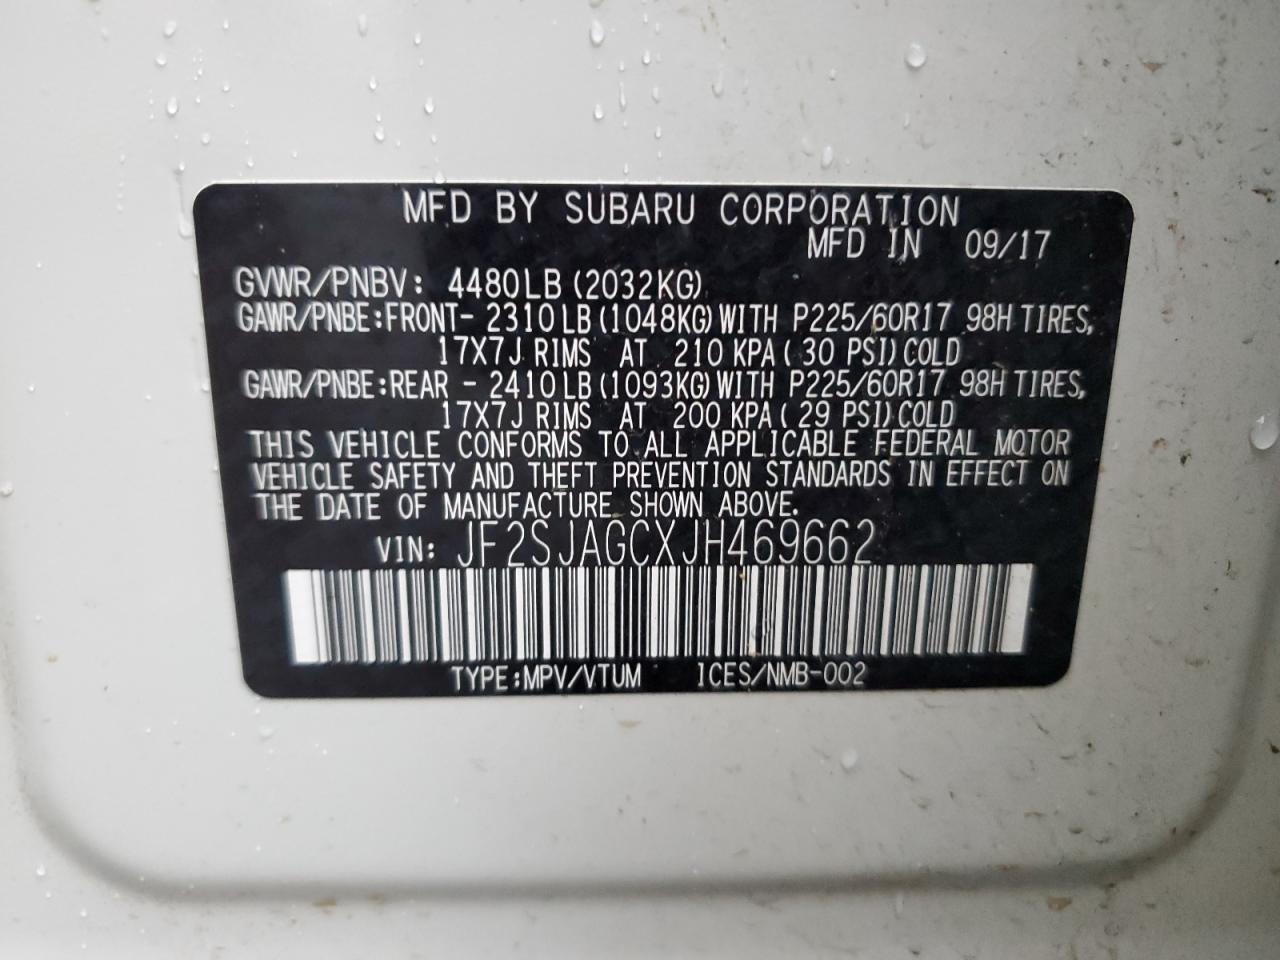 MFD BY SUBARU CORPORATION
MFD IN 09/17
GVWR/PNBV: 4480LB (2032KG)
GAWR/PNBE:FRONT- 2310LB (1048KG) WITH P225/60R17 98H TIRES,
17X7J RIMS AT 210 KPA ( 30 PSI) COLD
GAWR/PNBE:REAR - 2410LB (1093KG) WITH P225/60R17 98H TIRES,
17X7J RIMS AT 200 KPA ( 29 PSI) COLD
THIS VEHICLE CONFORMS TO ALL APPLICABLE FEDERAL MOTOR
VEHICLE SAFETY AND THEFT PREVENTION STANDARDS IN EFFECT ON
THE DATE OF MANUFACTURE SHOWN ABOVE.
VIN: JF2SJAGCXJH469662
TYPE:MPV/VTUM ICES/NMB-002